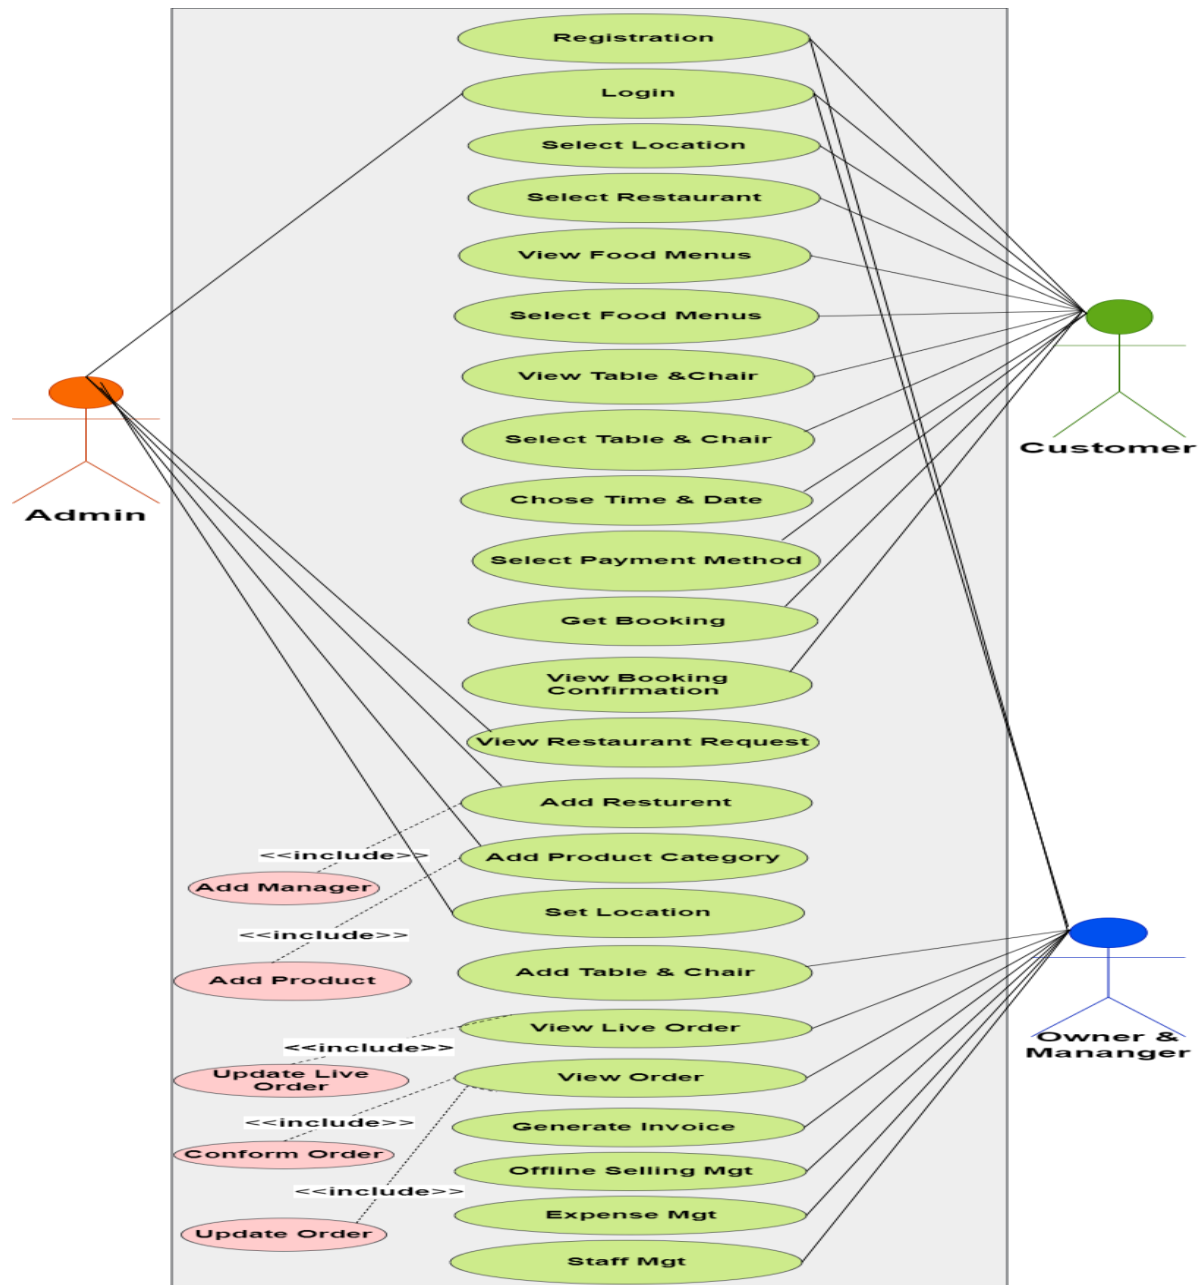 Registration
Login
Select Location
Select Restaurant
View Food Menus
Select Food Menus
View Table &Chair
Select Table & Chair
Customer
Chose Time & Date
Admin
Select Payment Method
Get Booking
View Booking
Confirmation
View Restaurant Request
Add Resturent
<<include>>
Add Product Category
Add Manager
Set Location
<<include>>
Add Table & Chair
Add Product
View Live Order
Owner &
Mananger
<<include>>
Update Live
Order
View Order
<<include>>
Generate Invoice
Conform Order
Offline Selling Mgt
<<include>>
Expense Mgt
Update Order
Staff Mgt